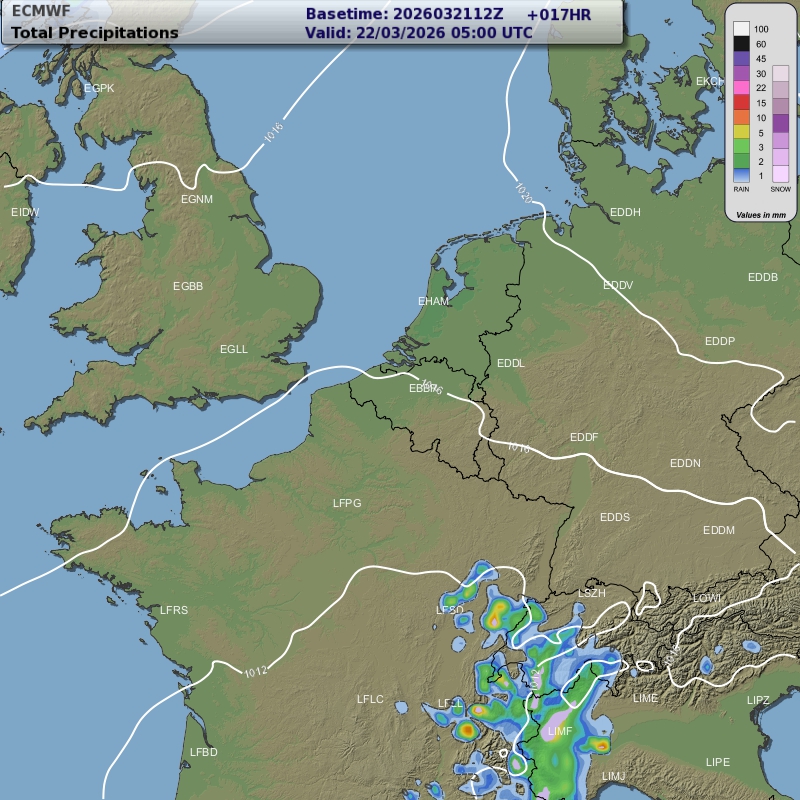 ECMWF
Total Precipitations
Basetime: 2026032112Z +017HR
Valid: 22/03/2026 05:00 UTC
100
60
45
30
22
15
10
5
3
2
1
RAIN SNOW
Values in mm
EGPK
EKCH
1016
1020
EGNM
EIDW
EDDH
EGBB
EHAM
EDDV
EDDB
EGLL
EDDP
EDDL
1016
1016
EDDF
EDDN
LFPG
EDDS
EDDM
LSZH
LOWI
LFRS
1012
LFLC
LIME
LIPZ
LIMF
LFBD
LIPE
LIMJ